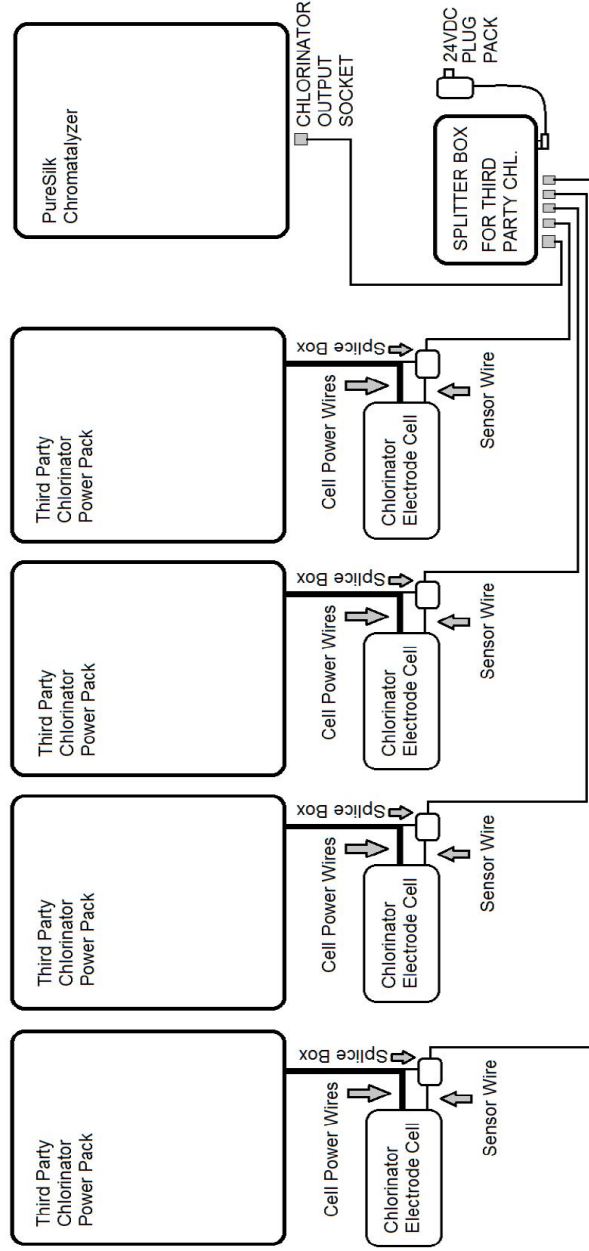 Third Party
Chlorinator
Power Pack
Splice Box
Cell Power Wires
Chlorinator
Electrode Cell
Sensor Wire
Third Party
Chlorinator
Power Pack
Splice Box
Cell Power Wires
Chlorinator
Electrode Cell
Sensor Wire
Third Party
Chlorinator
Power Pack
Splice Box
Cell Power Wires
Chlorinator
Electrode Cell
Sensor Wire
Third Party
Chlorinator
Power Pack
Splice Box
Cell Power Wires
Chlorinator
Electrode Cell
Sensor Wire
PureSilk
Chromatalyzer
CHLORINATOR
OUTPUT
SOCKET
SPLITTER BOX
FOR THIRD
PARTY CHL.
24VDC
PLUG
PACK